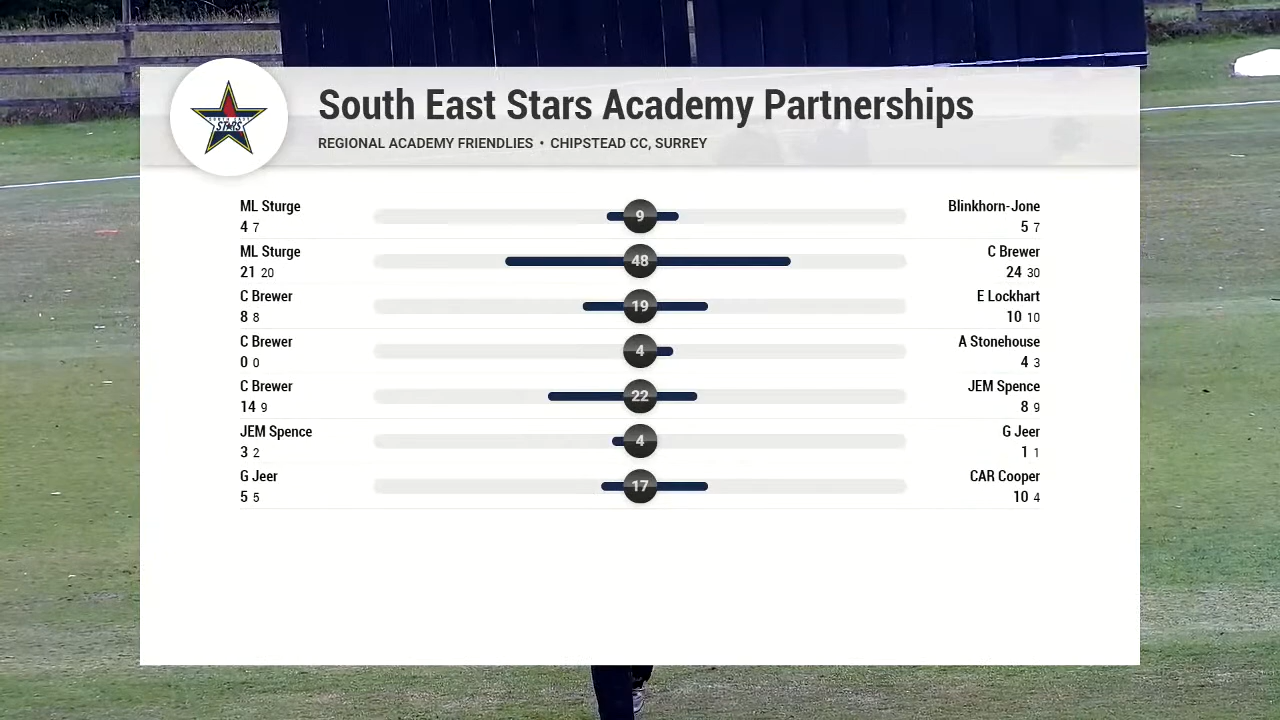 South East Stars Academy Partnerships
REGIONAL ACADEMY FRIENDLIES • CHIPSTEAD CC, SURREY
STARS
ML Sturge 9 Blinkhorn-Jone
4 7 5 7
ML Sturge 48 C Brewer
21 20 24 30
C Brewer 19 E Lockhart
8 8 10 10
C Brewer 4 A Stonehouse
0 0 4 3
C Brewer 22 JEM Spence
14 9 8 9
JEM Spence 4 G Jeer
3 2 1 1
G Jeer 17 CAR Cooper
5 5 10 4